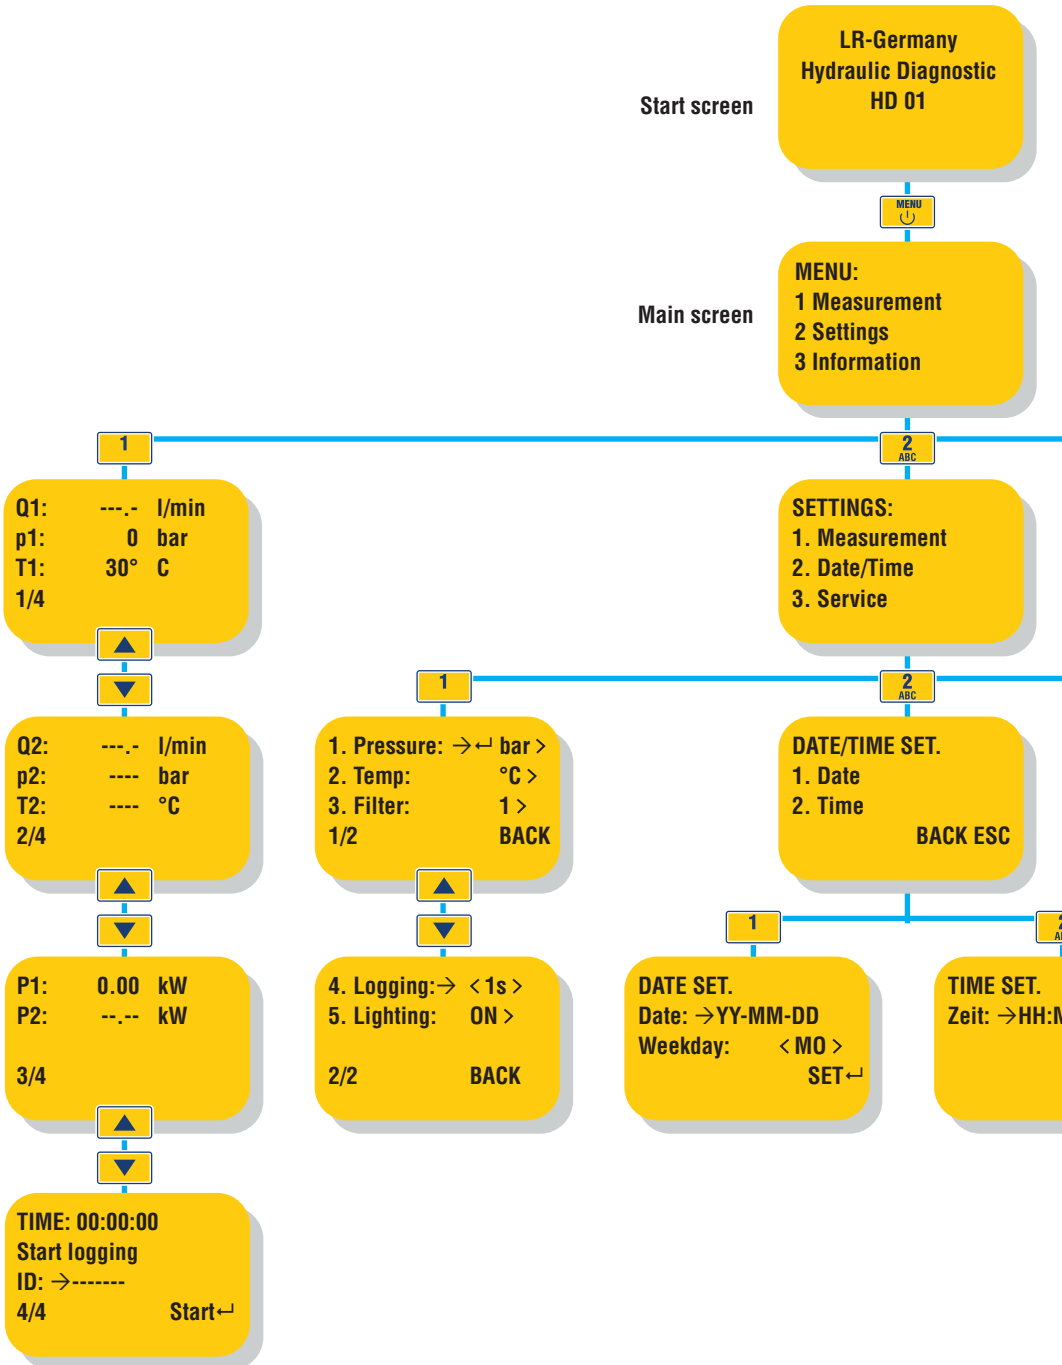 LR-Germany
Hydraulic Diagnostic
HD 01
Start screen
MENU
MENU:
1 Measurement
2 Settings
3 Information
Main screen
1
2
ABC
Q1: ---.- l/min
p1: 0 bar
T1: 30° C
1/4
SETTINGS:
1. Measurement
2. Date/Time
3. Service
1
2
ABC
Q2: ---.- l/min
p2: ---- bar
T2: ---- °C
2/4
1. Pressure: →↵ bar >
2. Temp: °C >
3. Filter: 1 >
1/2 BACK
DATE/TIME SET.
1. Date
2. Time
BACK ESC
1
P1: 0.00 kW
P2: --.-- kW
3/4
4. Logging:→ < 1s >
5. Lighting: ON >
2/2 BACK
DATE SET.
Date: →YY-MM-DD
Weekday: < MO >
SET↵
TIME SET.
Zeit: →HH:M
TIME: 00:00:00
Start logging
ID: →-------
4/4 Start↵